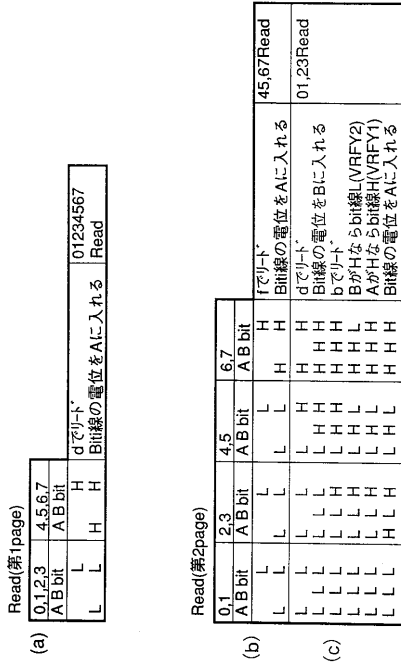 Read(第1page)
(a)
0,1,2,3 4.5.6.7
A B bit A B bit
L H dでリード 01234567
L L H H Biti線の電位をAに入れる Read
Read(第2page)
0,1 2,3 4,5 6,7
A B bit A B bit A B bit A B bit
(b) L L L H fでリード 45,67Read
L L L L L L H H Biti線の電位をAに入れる
L L L L L H H H dでリード 01,23Read
L L L L L L L H H H H H Bit線の電位をBに入れる
(c) L L L L L H L H H H H H bでリード
L L L L L H L H L H H L BがHならbit線L(VRFY2)
L L L L L H L H L H H H AがHならbit線H(VRFY1)
L L L H L H L H L H H H Bit線の電位をAに入れる